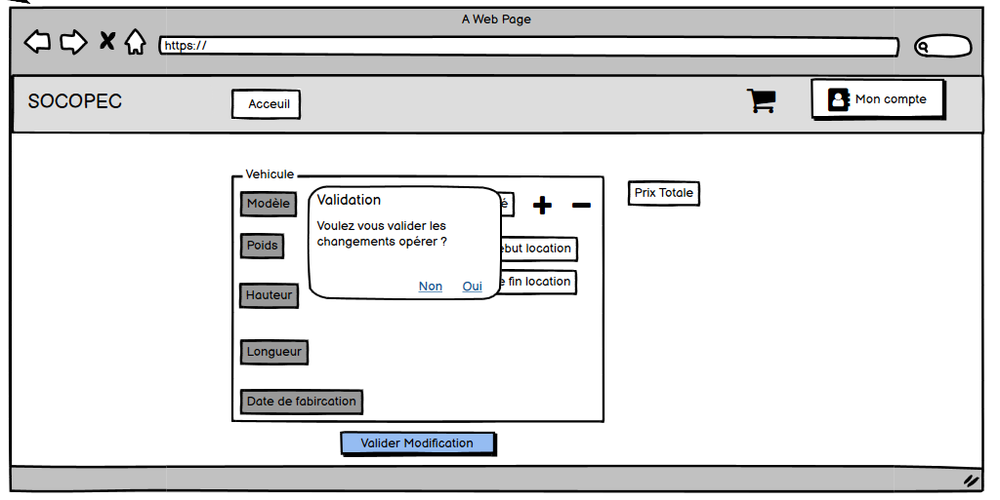 A Web Page
https://
SOCOPEC
Acceuil
Mon compte
Vehicule
Prix Totale
Modèle
Validation
é
Voulez vous valider les
changements opérer ?
Poids
ebut location
Non Oui
e fin location
Hauteur
Longueur
Date de fabircation
Valider Modification